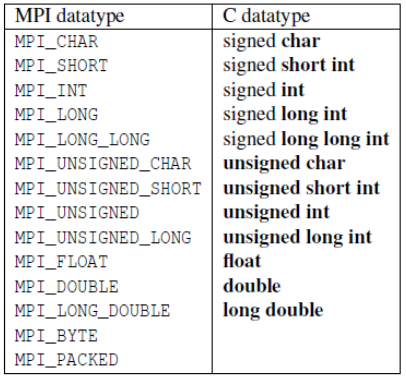 MPI datatype C datatype
MPI_CHAR signed char
MPI_SHORT signed short int
MPI_INT signed int
MPI_LONG signed long int
MPI_LONG_LONG signed long long int
MPI_UNSIGNED_CHAR unsigned char
MPI_UNSIGNED_SHORT unsigned short int
MPI_UNSIGNED unsigned int
MPI_UNSIGNED_LONG unsigned long int
MPI_FLOAT float
MPI_DOUBLE double
MPI_LONG_DOUBLE long double
MPI_BYTE
MPI_PACKED